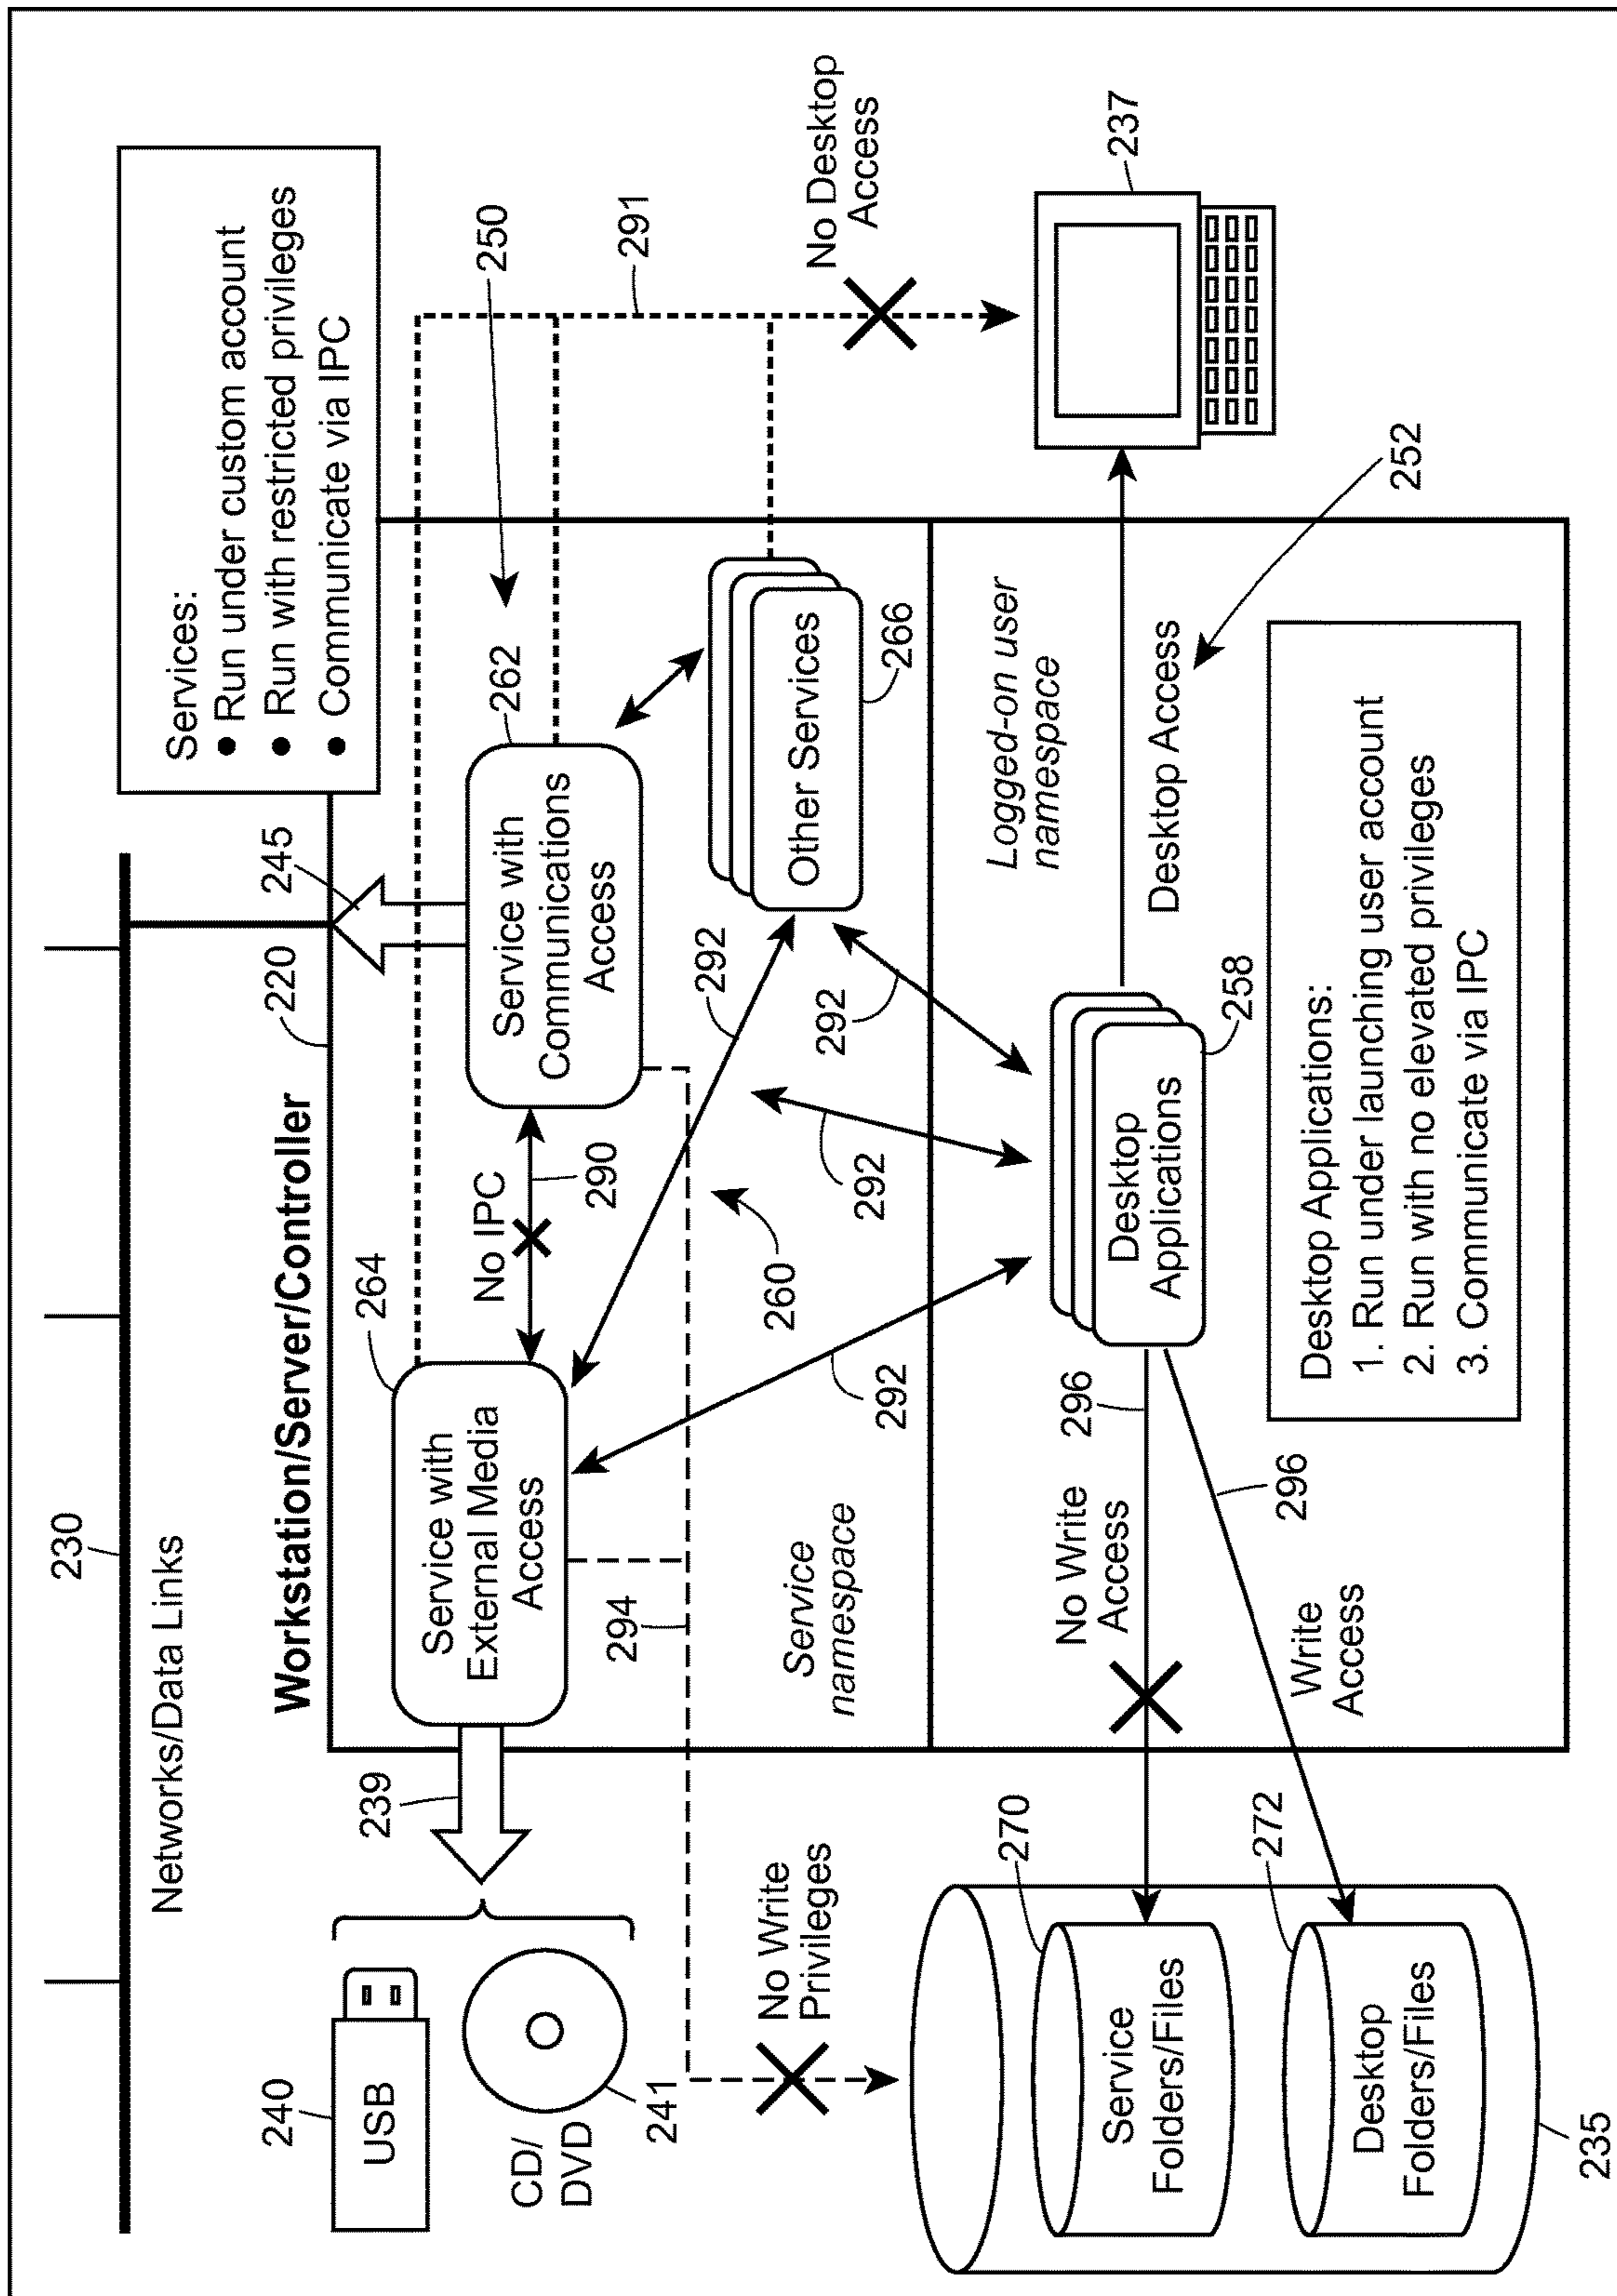 230
Networks/Data Links
Workstation/Server/Controller
220
245
Services:
● Run under custom account
● Run with restricted privileges
● Communicate via IPC
240
USB
CD/
DVD
241
239
264
Service with
External Media
Access
No IPC
290
262
Service with
Communications
Access
250
291
294
260
292
292
292
292
Other Services
266
No Desktop
Access
237
Service
namespace
Logged-on user
namespace
No Write
Privileges
270
Service
Folders/Files
272
Desktop
Folders/Files
235
No Write
Access
296
Write
Access
296
Desktop
Applications
258
Desktop Access
252
Desktop Applications:
1. Run under launching user account
2. Run with no elevated privileges
3. Communicate via IPC